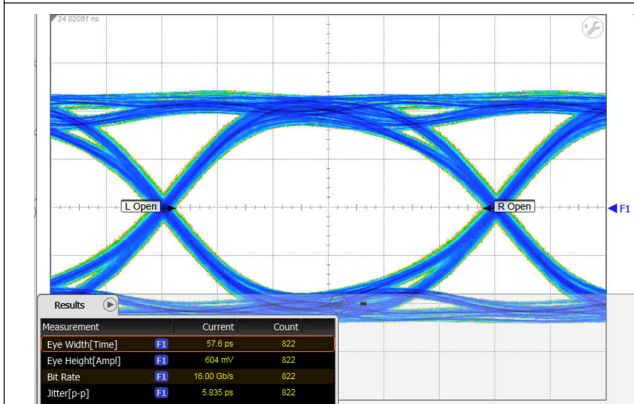 24.02081 ns
L Open
R Open
F1
Results
Measurement Current Count
Eye Width[Time] F1 57.6 ps 822
Eye Height[Ampl] F1 604 mV 822
Bit Rate F1 16.00 Gb/s 822
Jitter[p-p] F1 5.835 ps 822